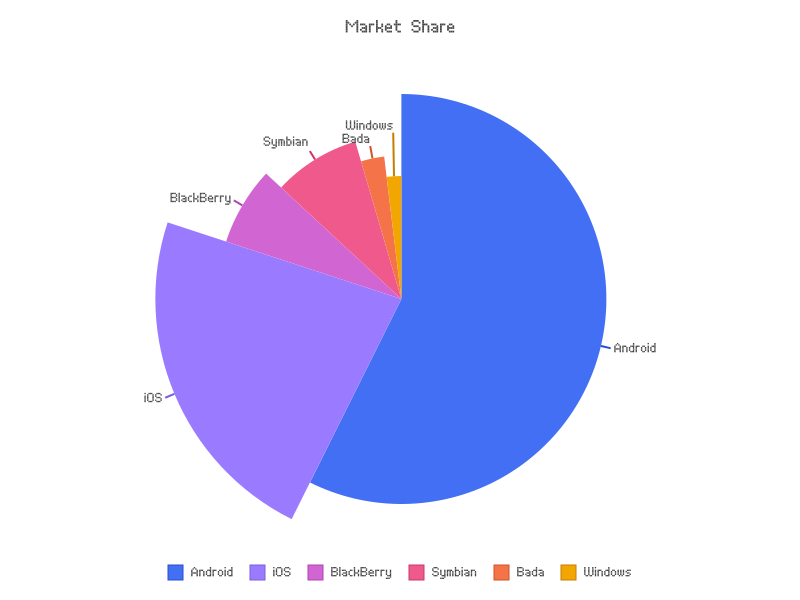 Market Share
Windows
Bada
Symbian
BlackBerry
Android
iOS
Android iOS BlackBerry Symbian Bada Windows